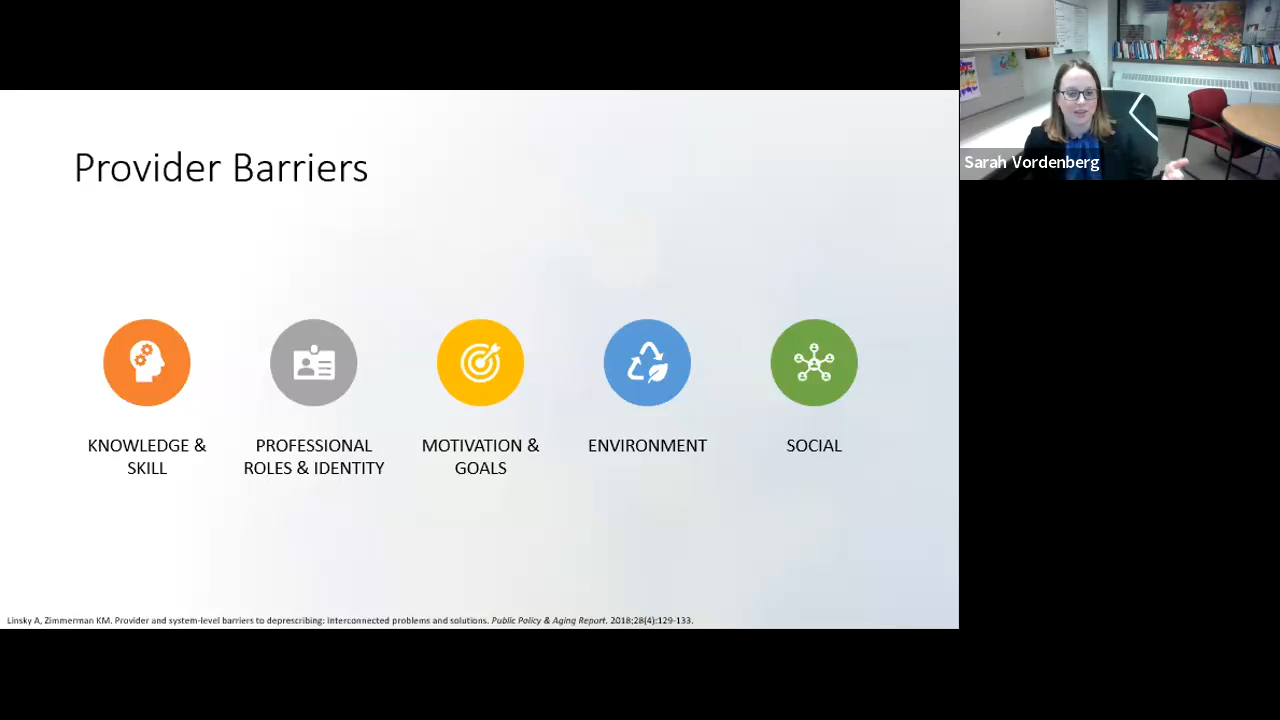 Provider Barriers
KNOWLEDGE &
SKILL
PROFESSIONAL
ROLES & IDENTITY
MOTIVATION &
GOALS
ENVIRONMENT
SOCIAL
Linsky A, Zimmerman KM. Provider and system-level barriers to deprescribing: Interconnected problems and solutions. Public Policy & Aging Report. 2018;28(4):129-133.
Sarah Vordenberg